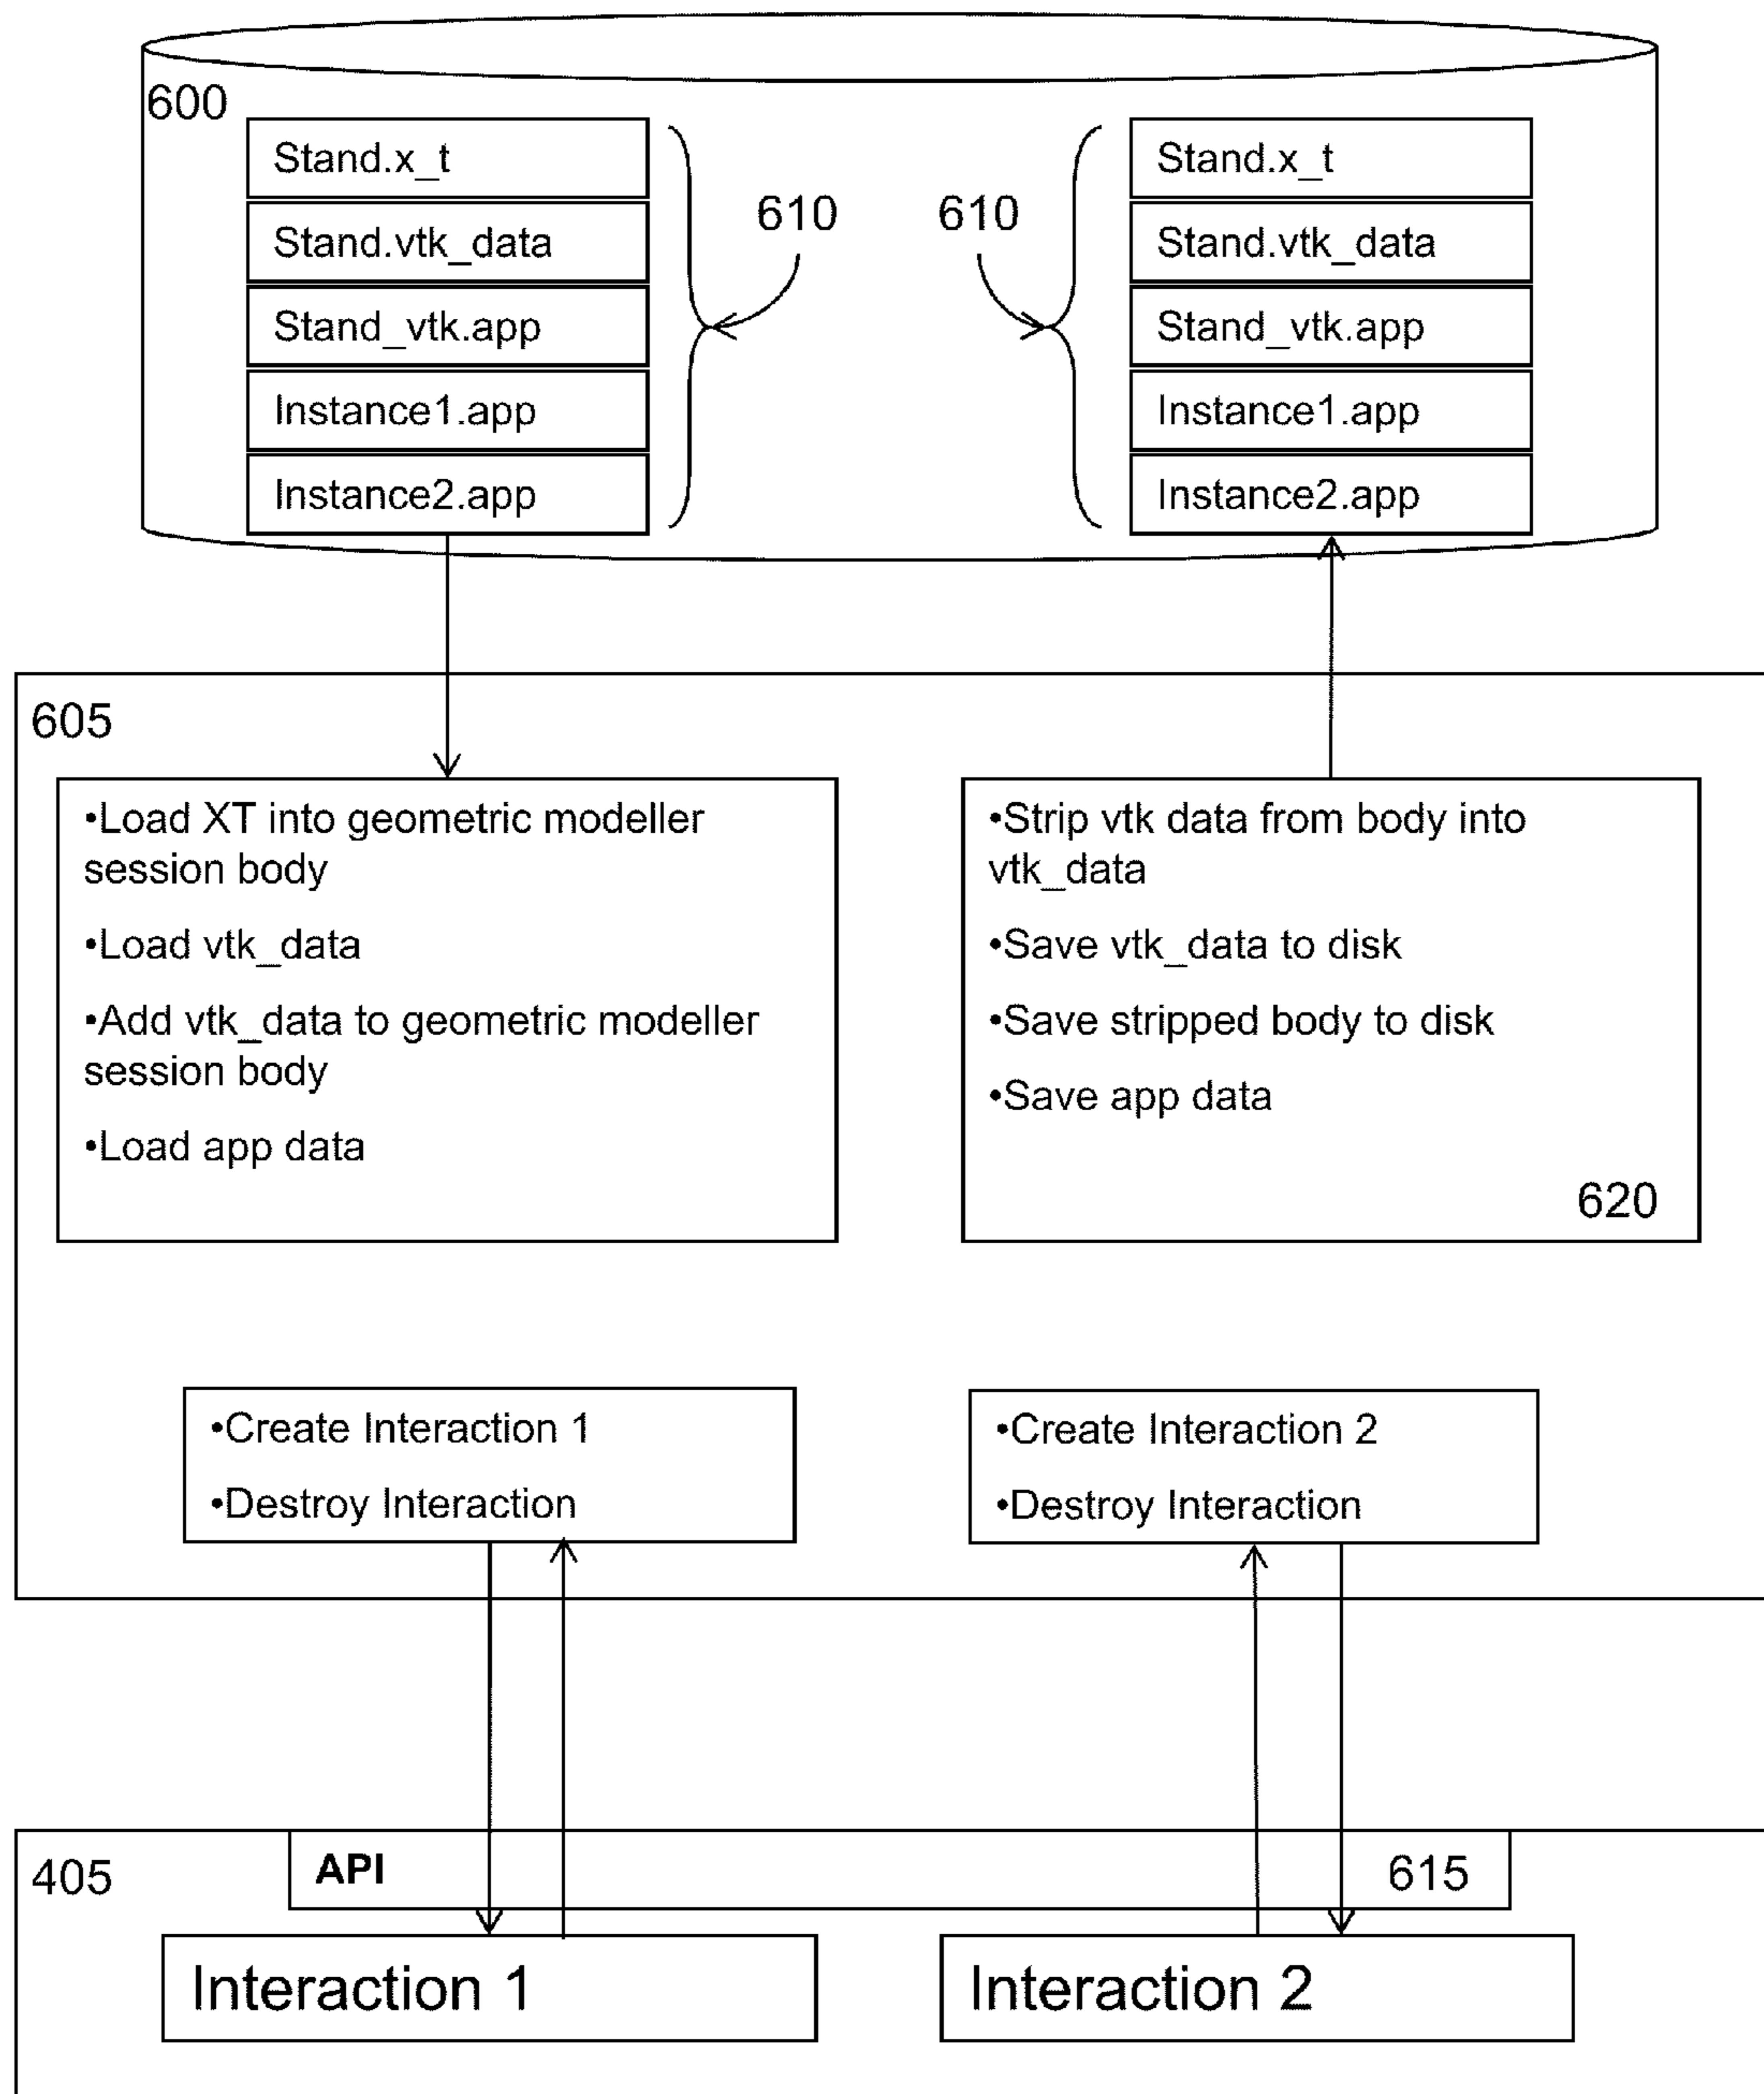 600
Stand.x_t
Stand.vtk_data
Stand_vtk.app
Instance1.app
Instance2.app
610
610
Stand.x_t
Stand.vtk_data
Stand_vtk.app
Instance1.app
Instance2.app
605
•Load XT into geometric modeller
session body
•Load vtk_data
•Add vtk_data to geometric modeller
session body
•Load app data
•Strip vtk data from body into
vtk_data
•Save vtk_data to disk
•Save stripped body to disk
•Save app data
620
•Create Interaction 1
•Destroy Interaction
•Create Interaction 2
•Destroy Interaction
405
API
615
Interaction 1
Interaction 2